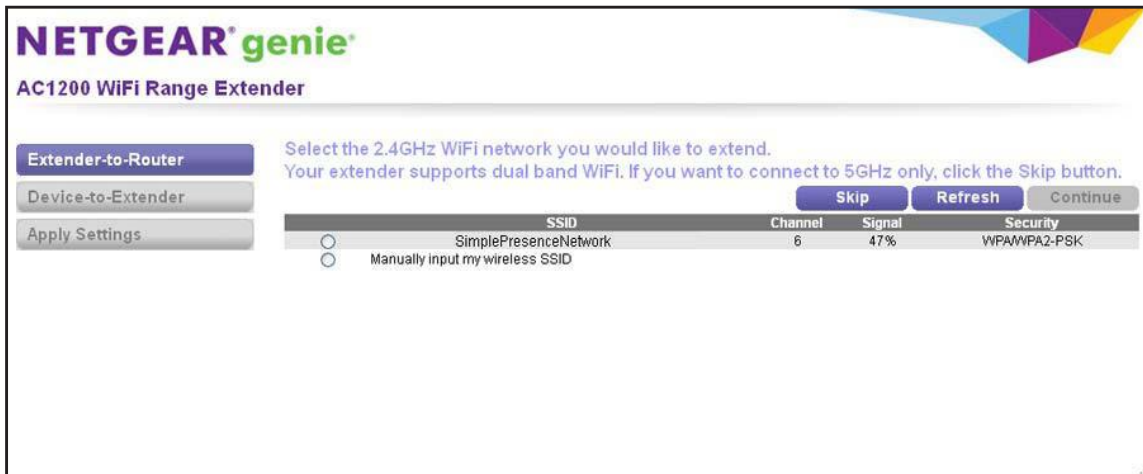 NETGEAR® genie®
AC1200 WiFi Range Extender
Extender-to-Router
Device-to-Extender
Apply Settings
Select the 2.4GHz WiFi network you would like to extend.
Your extender supports dual band WiFi. If you want to connect to 5GHz only, click the Skip button.
Skip Refresh Continue
SSID Channel Signal Security
SimplePresenceNetwork 6 47% WPA/WPA2-PSK
Manually input my wireless SSID